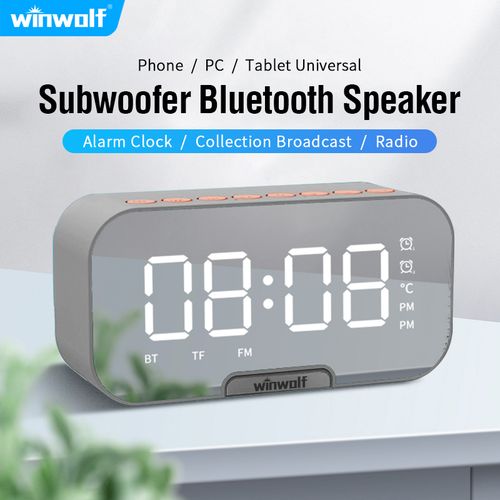 winwolf
Phone / PC / Tablet Universal
Subwoofer Bluetooth Speaker
Alarm Clock / Collection Broadcast / Radio
08:08
°C
PM
PM
BT TF FM
winwolf